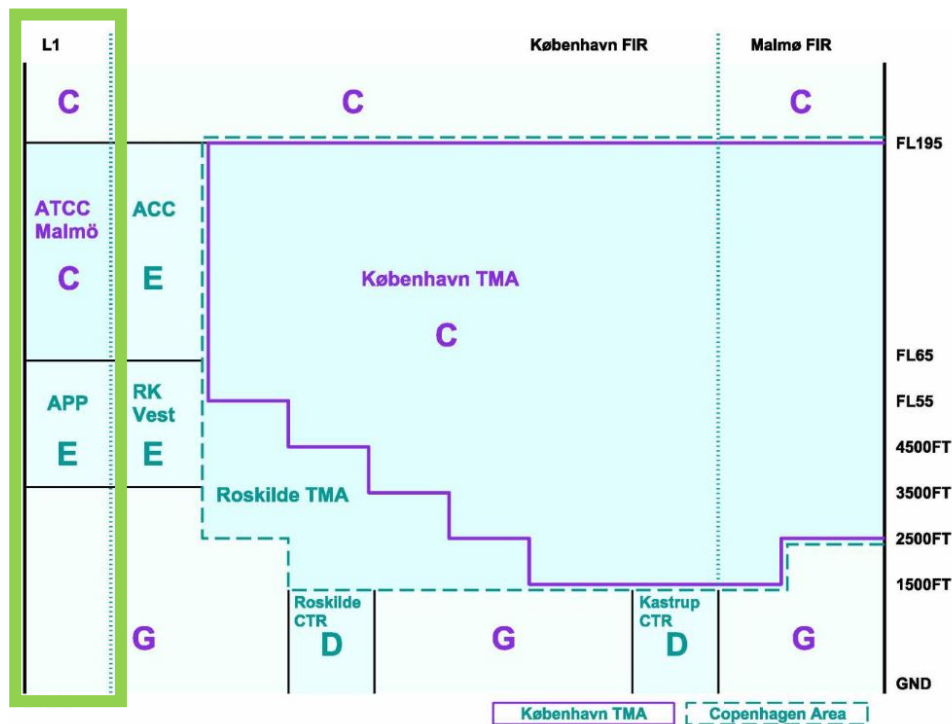 L1
København FIR
Malmø FIR
C
C
C
FL195
ATCC
Malmö
C
ACC
E
København TMA
C
FL65
APP
E
RK
Vest
E
FL55
4500FT
Roskilde TMA
3500FT
2500FT
1500FT
Roskilde
CTR
D
Kastrup
CTR
D
G
G
G
GND
København TMA
Copenhagen Area